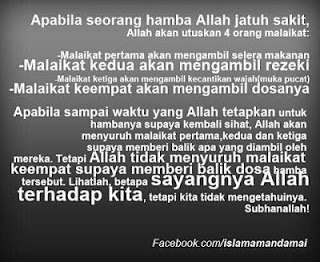 Apabila seorang hamba Allah jatuh sakit,
Allah akan utuskan 4 orang malaikat:
-Malaikat pertama akan mengambil selera makanan
-Malaikat kedua akan mengambil rezeki
-Malaikat ketiga akan mengambil kecantikan wajah(muka pucat)
-Malaikat keempat akan mengambil dosanya
Apabila sampai waktu yang Allah tetapkan untuk
hambanya supaya kembali sihat, Allah akan
menyuruh malaikat pertama,kedua dan ketiga
supaya memberi balik apa yang diambil oleh
mereka. Tetapi Allah tidak menyuruh malaikat
keempat supaya memberi balik dosa hamba
tersebut. Lihatlah, betapa sayangnya Allah
terhadap kita, tetapi kita tidak mengetahuinya.
Subhanallah!
Facebook.com/islamamandamai